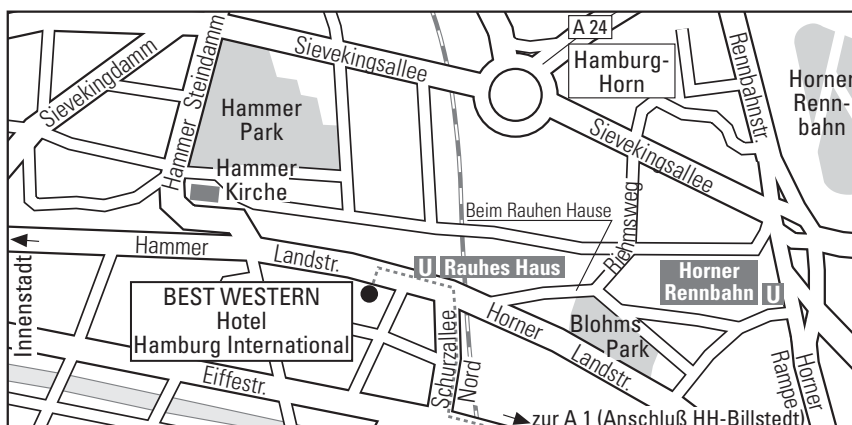 A 24
Sievekingsallee
Hamburg-
Horn
Rennbahnstr.
Horner
Renn-
bahn
Sievekingdamm
Hammer Steindamm
Hammer
Park
Sievekingsallee
Hammer
Kirche
Beim Rauhen Hause
Riehmsweg
Hammer Landstr.
U Rauhes Haus
Horner
Rennbahn U
Innenstadt
BEST WESTERN
Hotel
Hamburg International
Schurzallee
Nord
Horner Landstr.
Blohms
Park
Horner
Rampe
Eiffestr.
zur A 1 (Anschluß HH-Billstedt)